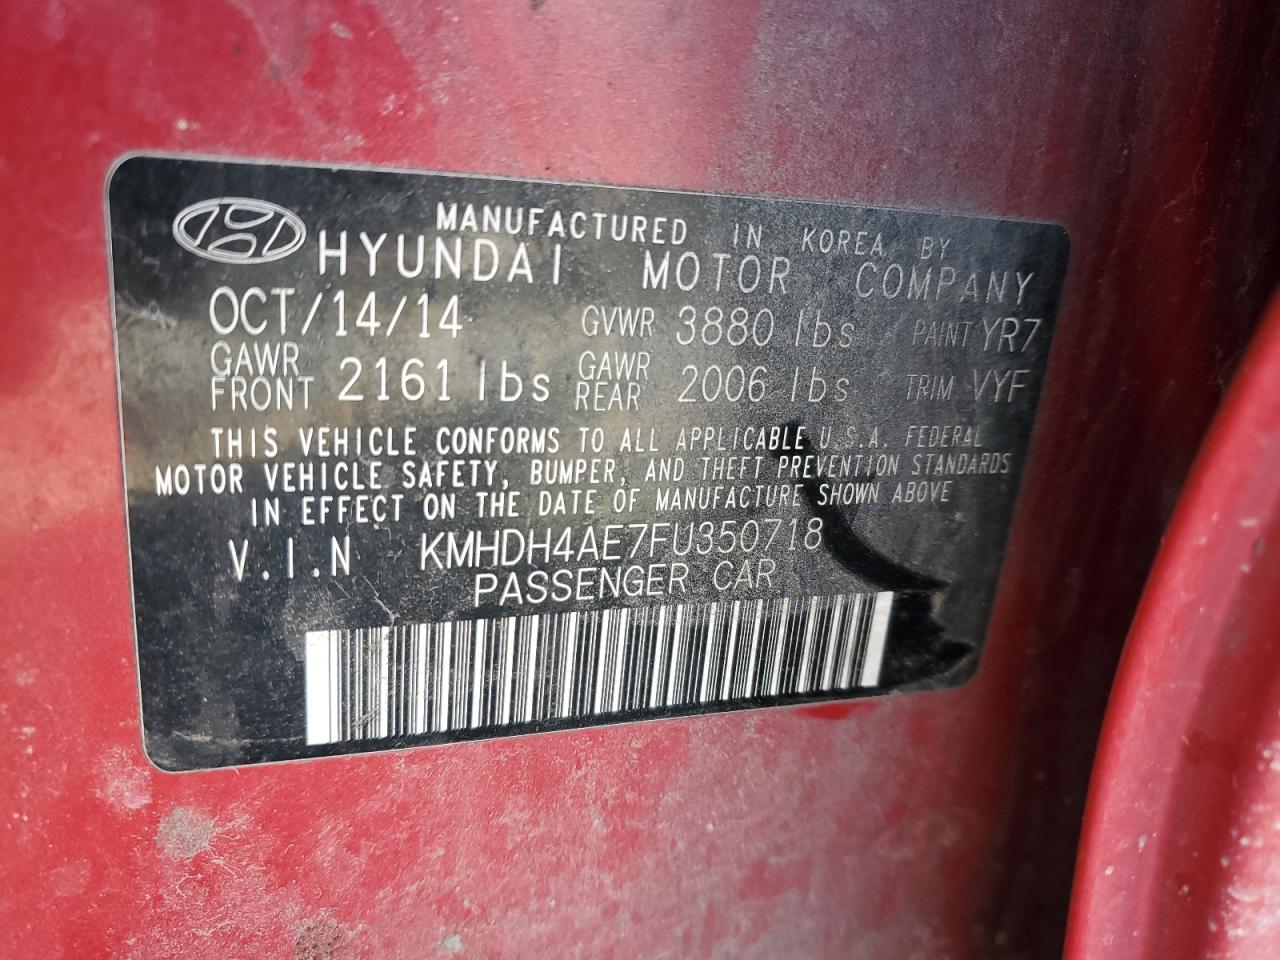 MANUFACTURED IN KOREA BY
HYUNDAI MOTOR COMPANY
OCT/14/14 GVWR 3880 lbs PAINT YR7
GAWR FRONT 2161 lbs GAWR REAR 2006 lbs TRIM VYF
THIS VEHICLE CONFORMS TO ALL APPLICABLE U.S.A. FEDERAL
MOTOR VEHICLE SAFETY, BUMPER, AND THEFT PREVENTION STANDARDS
IN EFFECT ON THE DATE OF MANUFACTURE SHOWN ABOVE
V.I.N KMHDH4AE7FU350718
PASSENGER CAR